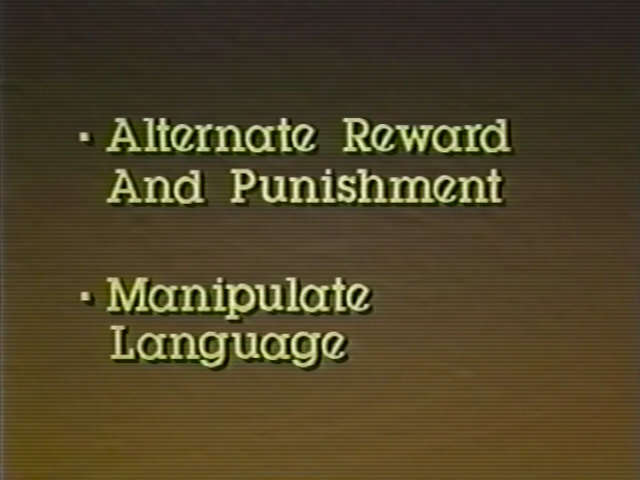 ▪ Alternate Reward
And Punishment
▪ Manipulate
Language